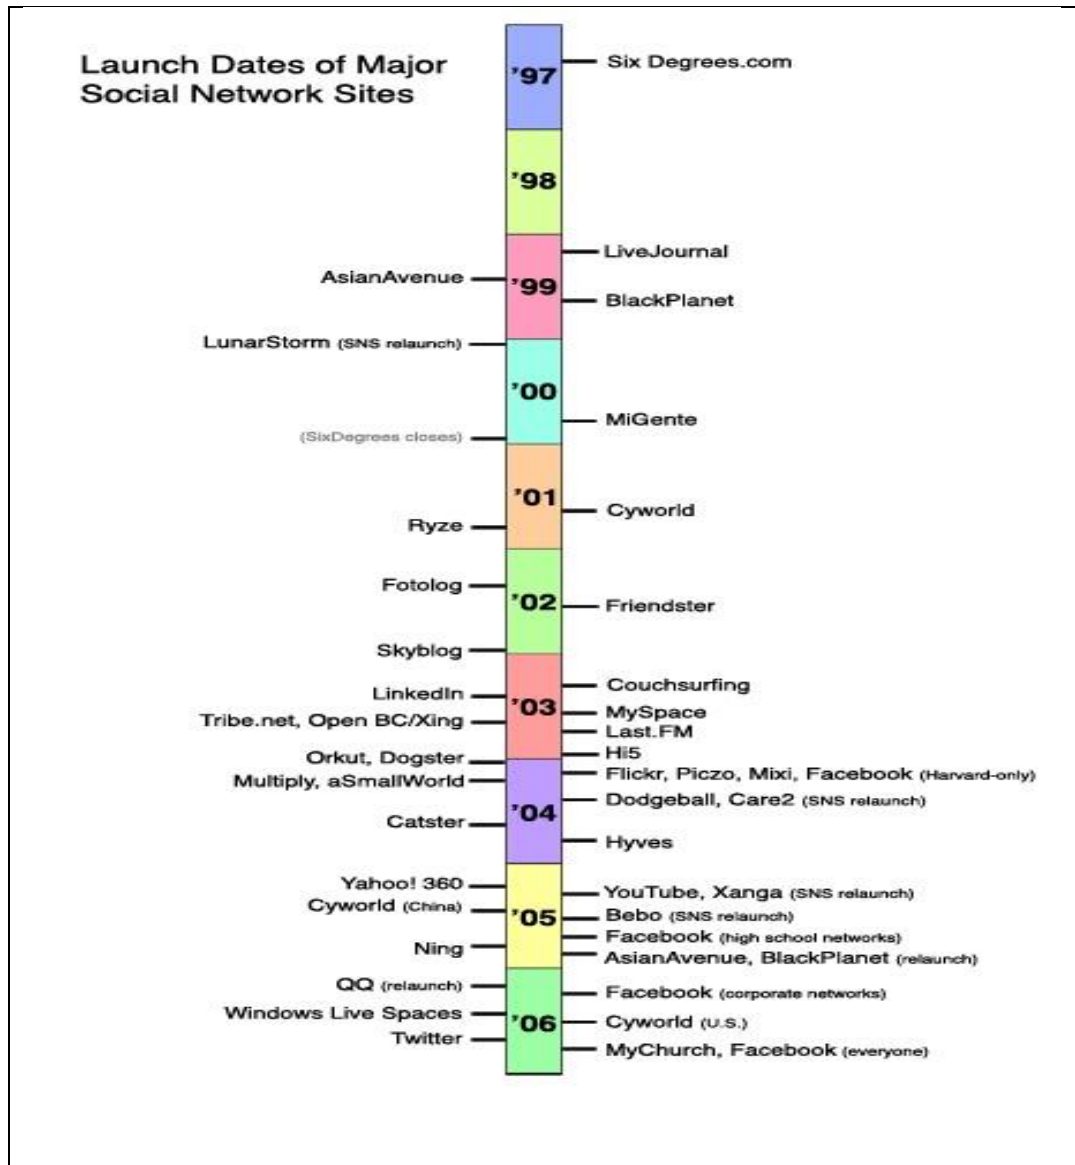 Launch Dates of Major
Social Network Sites
'97
Six Degrees.com
'98
LiveJournal
AsianAvenue
'99
BlackPlanet
LunarStorm (SNS relaunch)
'00
MiGente
(SixDegrees closes)
'01
Cyworld
Ryze
Fotolog
'02
Friendster
Skyblog
Couchsurfing
LinkedIn
'03
MySpace
Tribe.net, Open BC/Xing
Last.FM
Hi5
Orkut, Dogster
Flickr, Piczo, Mixi, Facebook (Harvard-only)
Multiply, aSmallWorld
Dodgeball, Care2 (SNS relaunch)
'04
Catster
Hyves
Yahoo! 360
YouTube, Xanga (SNS relaunch)
Cyworld (China)
'05
Bebo (SNS relaunch)
Facebook (high school networks)
Ning
AsianAvenue, BlackPlanet (relaunch)
QQ (relaunch)
Facebook (corporate networks)
Windows Live Spaces
'06
Cyworld (U.S.)
Twitter
MyChurch, Facebook (everyone)